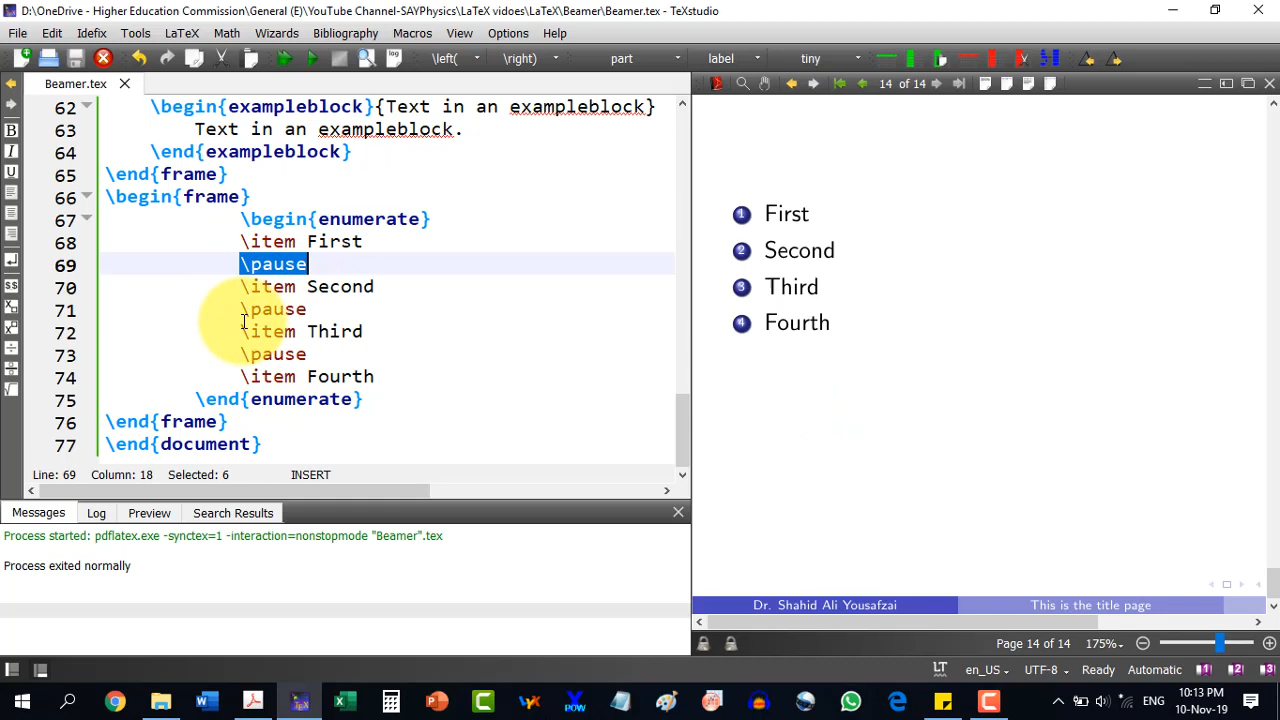 D:\OneDrive - Higher Education Commission\General (E)\YouTube Channel-SAYPhysics\LaTeX vidoes\LaTeX\Beamer\Beamer.tex - TeXstudio
File Edit Idefix Tools LaTeX Math Wizards Bibliography Macros View Options Help
\left( \right) part label tiny
Beamer.tex 14 of 14
62 \begin{exampleblock}{Text in an exampleblock}
63 Text in an exampleblock.
64 \end{exampleblock}
65 \end{frame}
66 \begin{frame}
67 \begin{enumerate}
68 \item First
69 \pause
70 \item Second
71 \pause
72 \item Third
73 \pause
74 \item Fourth
75 \end{enumerate}
76 \end{frame}
77 \end{document}
Line: 69 Column: 18 Selected: 6 INSERT
Messages Log Preview Search Results
Process started: pdflatex.exe -synctex=1 -interaction=nonstopmode "Beamer".tex
Process exited normally
1 First
2 Second
3 Third
4 Fourth
Dr. Shahid Ali Yousafzai This is the title page
Page 14 of 14 175%
LT en_US UTF-8 Ready Automatic 1 2 3
ENG 10:13 PM
10-Nov-19